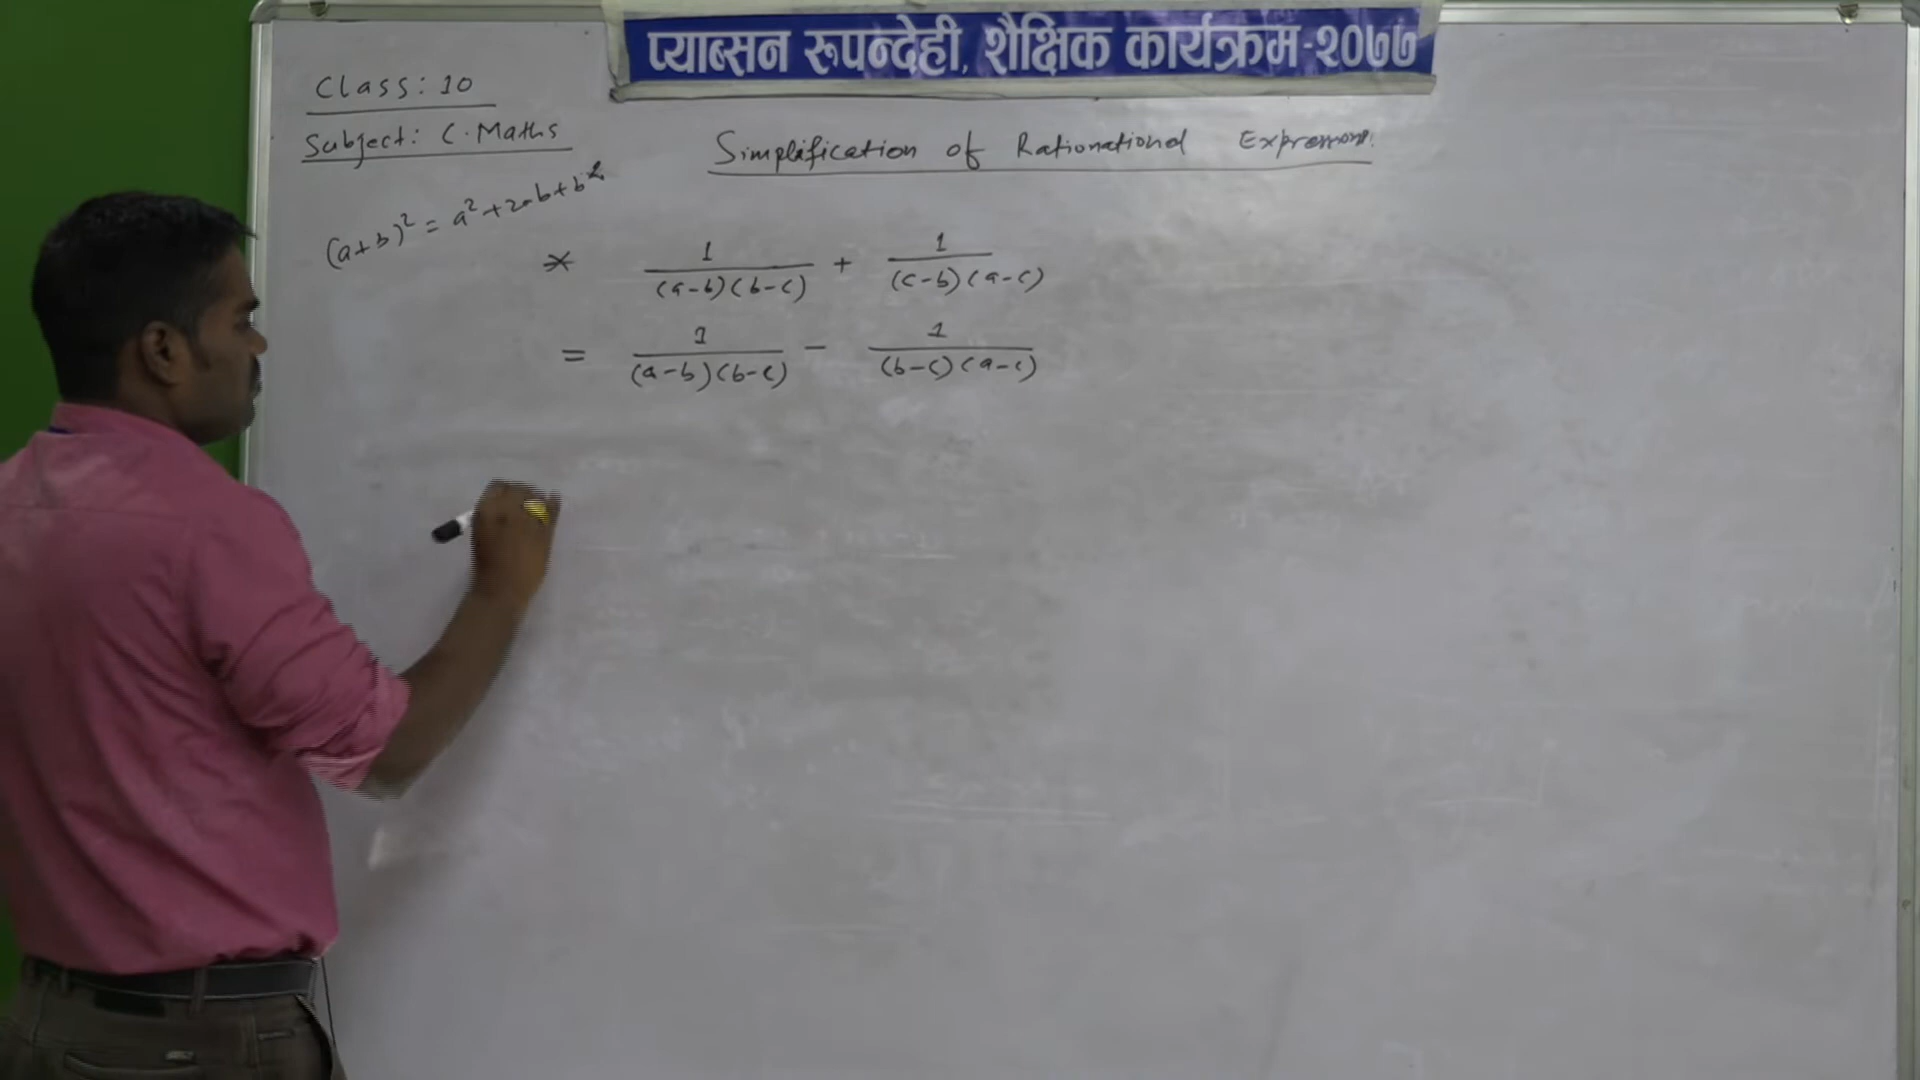 प्याब्सन रूपन्देही, शैक्षिक कार्यक्रम-२०७७
Class: 10
Subject: C.Maths
Simplification of Rationational Expressions.
(a+b)² = a²+2ab+b²
* 1/((a-b)(b-c)) + 1/((c-b)(a-c))
= 1/((a-b)(b-c)) - 1/((b-c)(a-c))